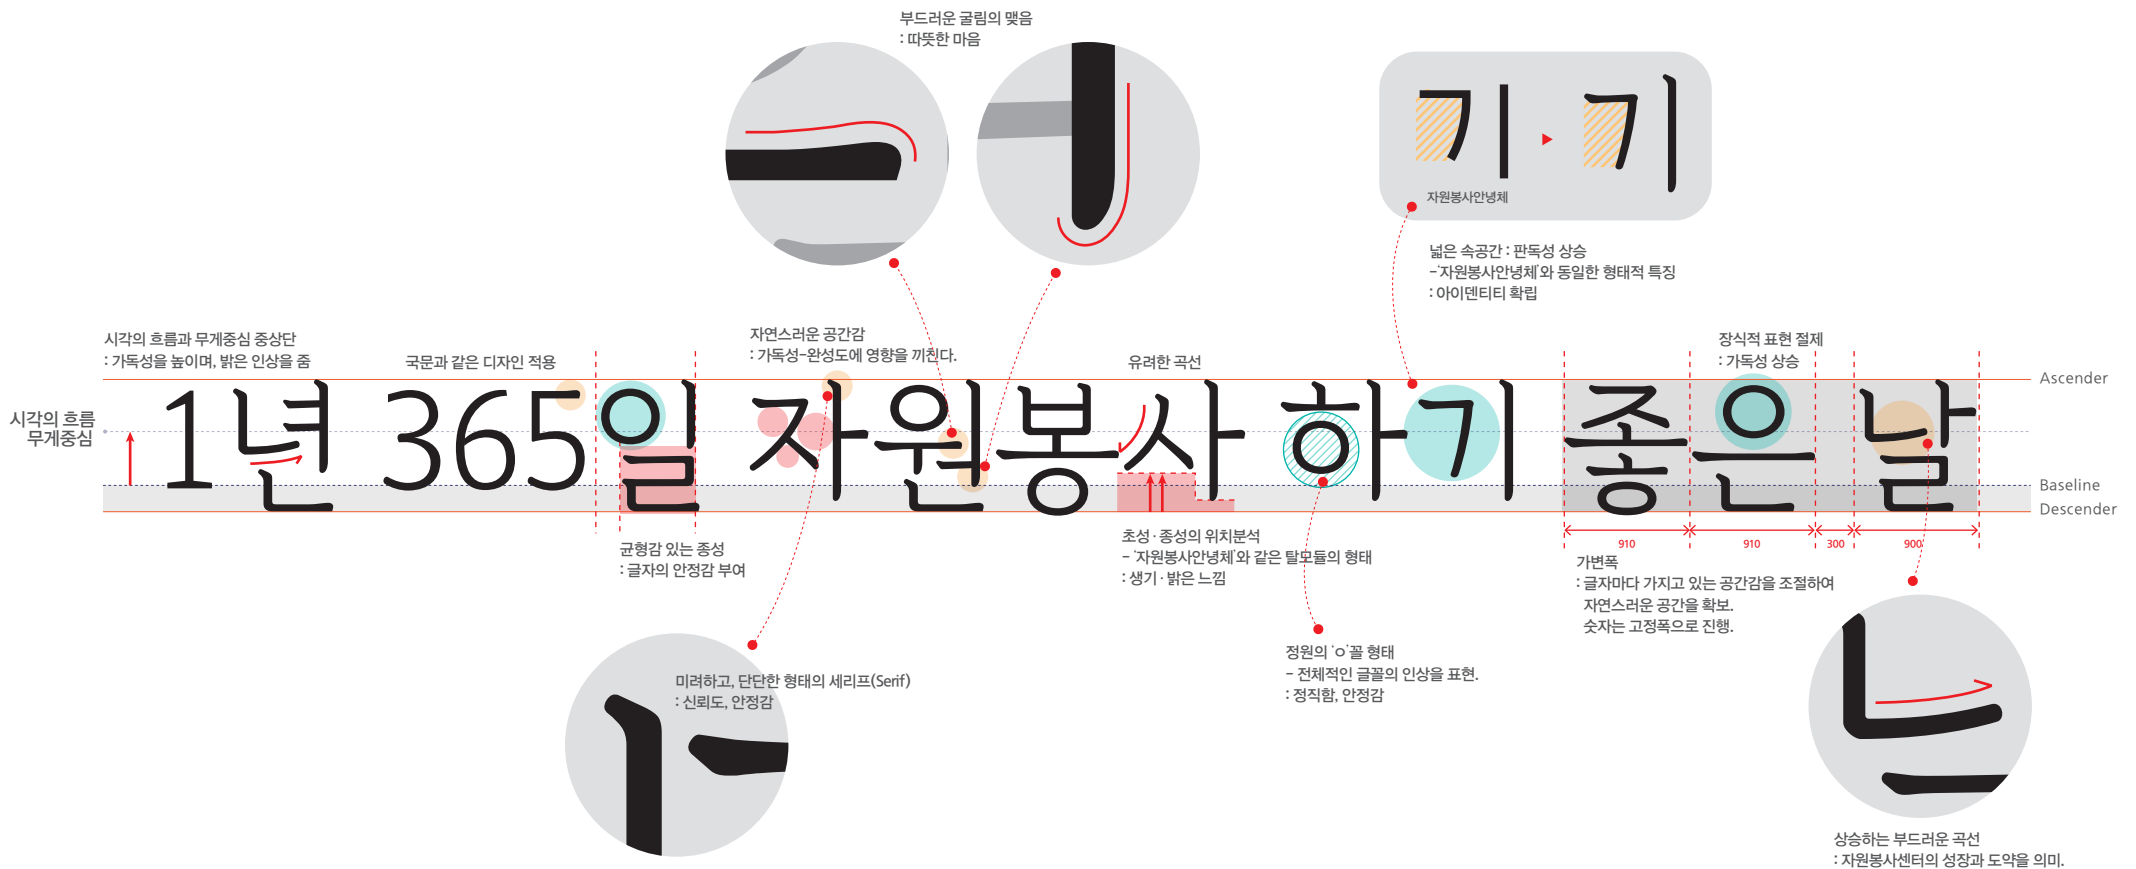 부드러운 굴림의 맺음
: 따뜻한 마음
기 기
자원봉사안녕체
넓은 속공간 : 판독성 상승
-'자원봉사안녕체'와 동일한 형태적 특징
: 아이덴티티 확립
시각의 흐름과 무게중심 중상단
: 가독성을 높이며, 밝은 인상을 줌
국문과 같은 디자인 적용
자연스러운 공간감
: 가독성-완성도에 영향을 끼친다.
유려한 곡선
장식적 표현 절제
: 가독성 상승
Ascender
시각의 흐름
무게중심
1년 365일 자원봉사 하기 좋은 날
Baseline
Descender
910 910 300 900
균형감 있는 종성
: 글자의 안정감 부여
초성 · 종성의 위치분석
- '자원봉사안녕체'와 같은 탈모듈의 형태
: 생기 · 밝은 느낌
가변폭
: 글자마다 가지고 있는 공간감을 조절하여
자연스러운 공간을 확보.
숫자는 고정폭으로 진행.
정원의 'ㅇ'꼴 형태
- 전체적인 글꼴의 인상을 표현.
: 정직함, 안정감
미려하고, 단단한 형태의 세리프(Serif)
: 신뢰도, 안정감
상승하는 부드러운 곡선
: 자원봉사센터의 성장과 도약을 의미.